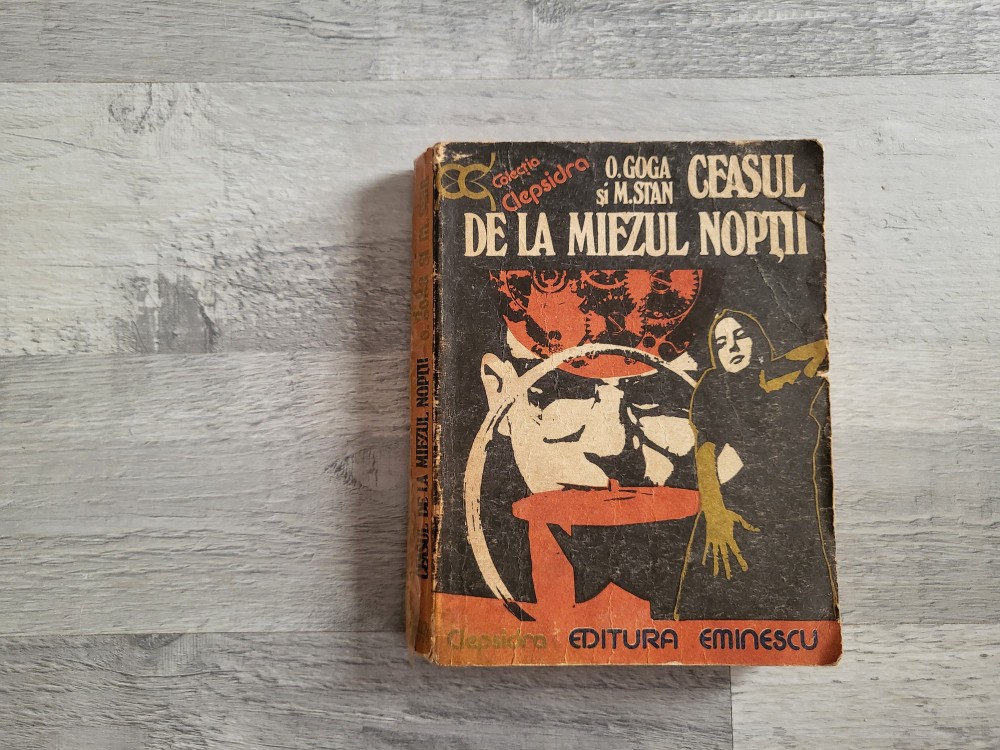 Colecția
Clepsidra
O. GOGA
și M. STAN
CEASUL
DE LA MIEZUL NOPȚII
Clepsidra EDITURA EMINESCU
CEASUL DE LA MIEZUL NOPȚII